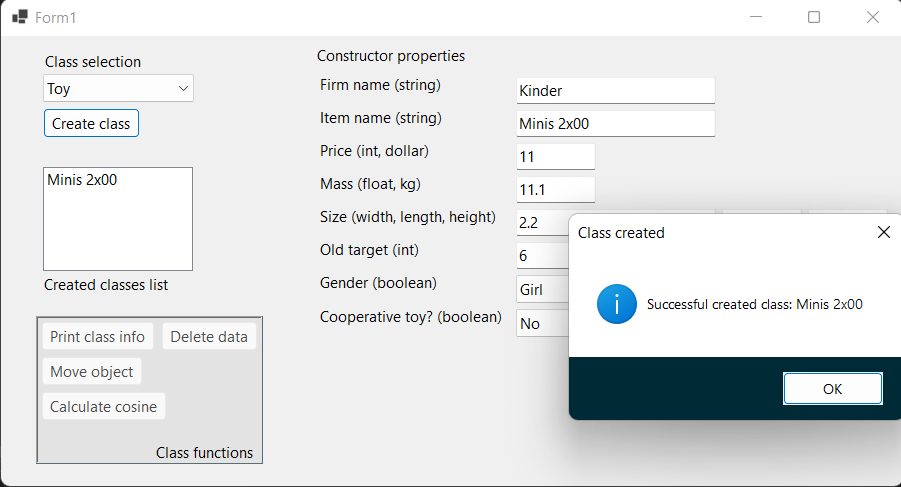 Form1
Class selection
Toy
Create class
Minis 2x00
Created classes list
Print class info
Delete data
Move object
Calculate cosine
Class functions
Constructor properties
Firm name (string)
Kinder
Item name (string)
Minis 2x00
Price (int, dollar)
11
Mass (float, kg)
11.1
Size (width, length, height)
2.2
Old target (int)
6
Gender (boolean)
Girl
Cooperative toy? (boolean)
No
Class created
Successful created class: Minis 2x00
OK